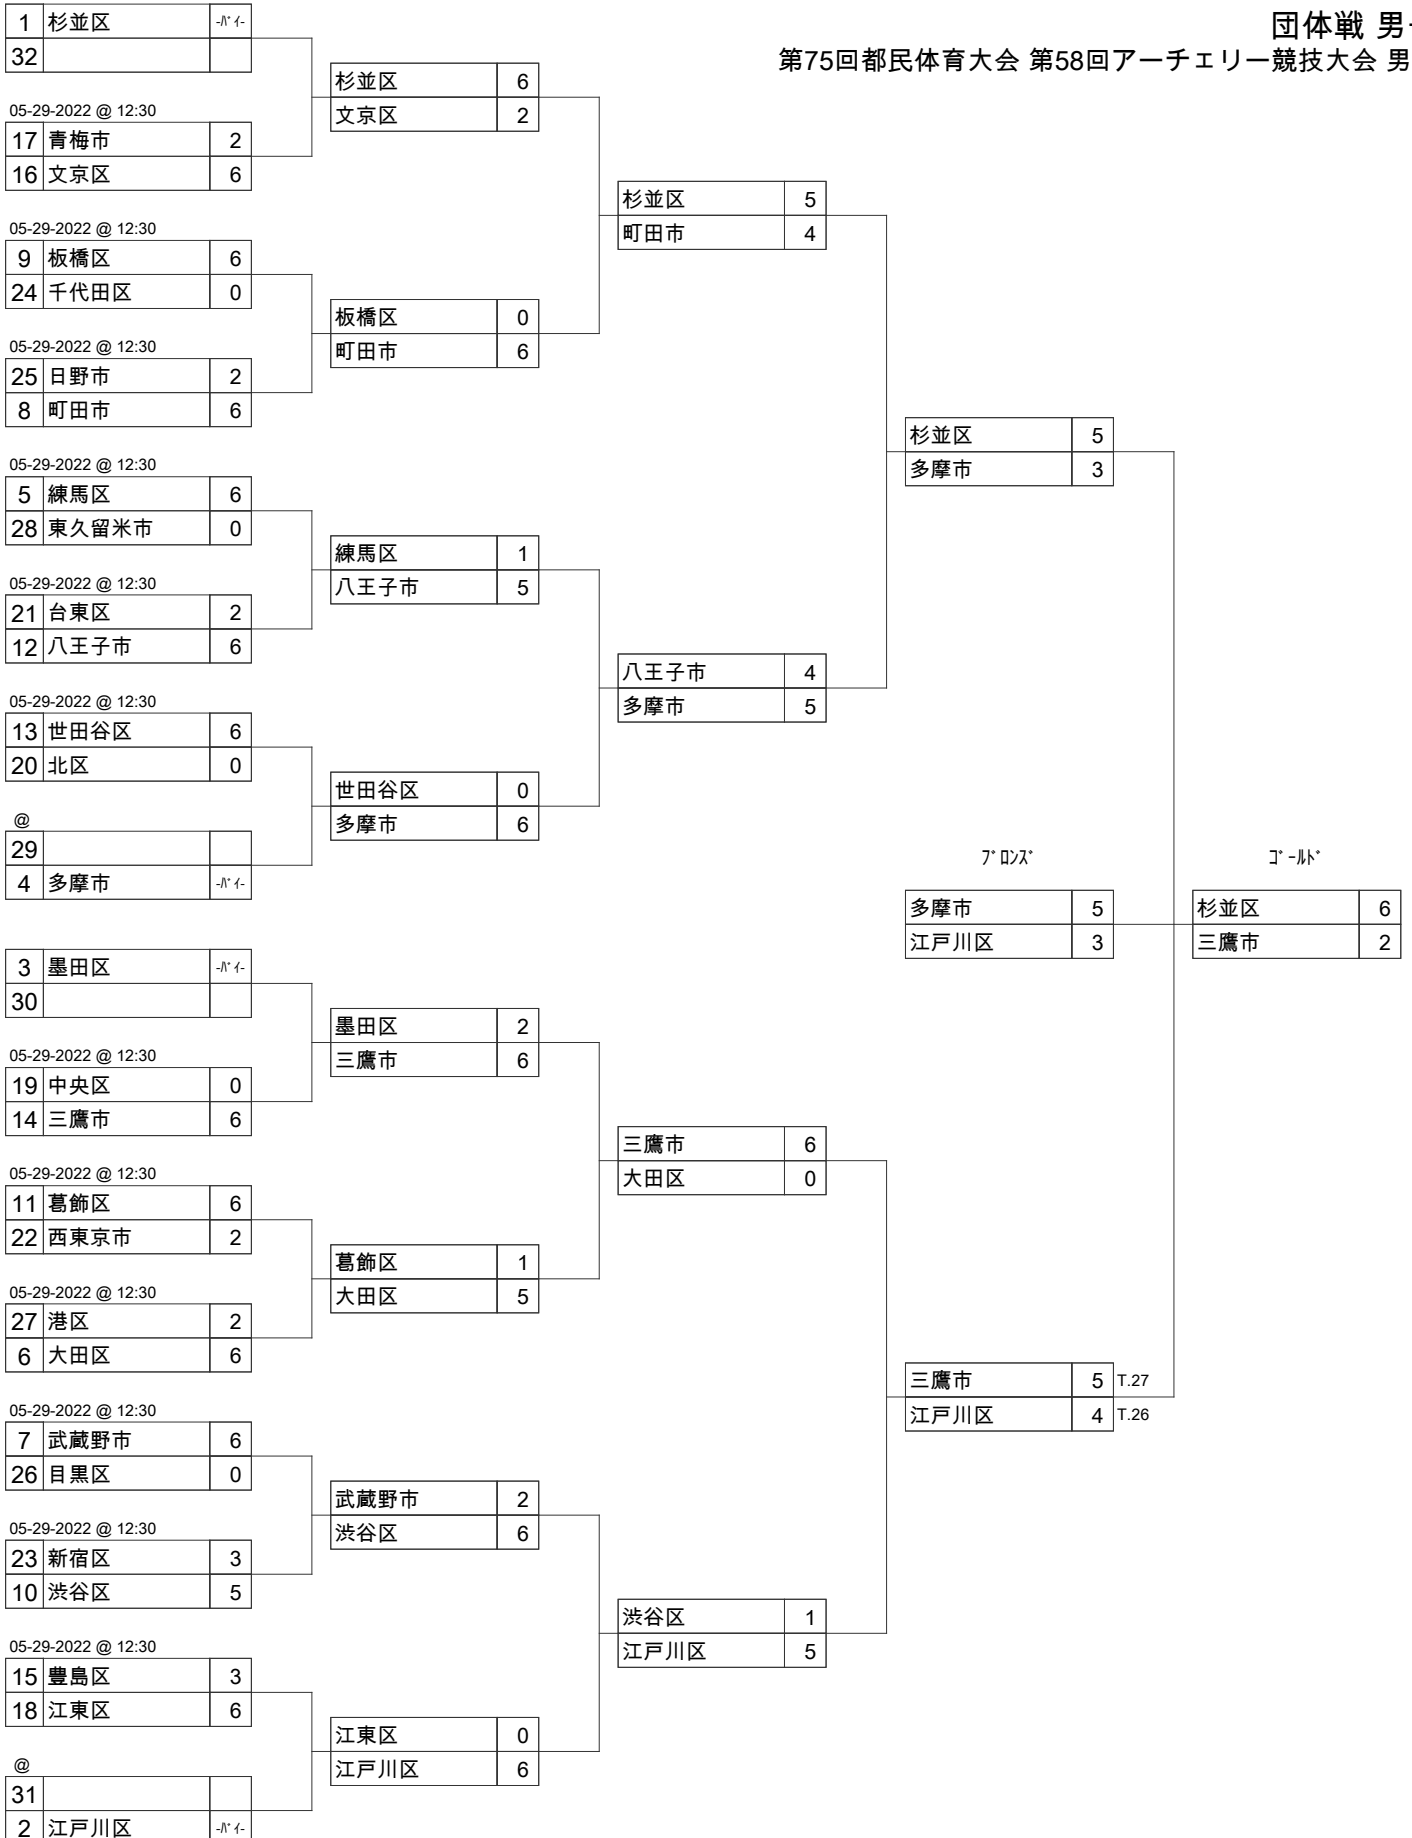 団体戦 男
第75回都民体育大会 第58回アーチェリー競技大会 男
1 杉並区 -ﾊﾞｲ-
32
05-29-2022 @ 12:30
17 青梅市 2
16 文京区 6
05-29-2022 @ 12:30
9 板橋区 6
24 千代田区 0
05-29-2022 @ 12:30
25 日野市 2
8 町田市 6
05-29-2022 @ 12:30
5 練馬区 6
28 東久留米市 0
05-29-2022 @ 12:30
21 台東区 2
12 八王子市 6
05-29-2022 @ 12:30
13 世田谷区 6
20 北区 0
@
29
4 多摩市 -ﾊﾞｲ-
3 墨田区 -ﾊﾞｲ-
30
05-29-2022 @ 12:30
19 中央区 0
14 三鷹市 6
05-29-2022 @ 12:30
11 葛飾区 6
22 西東京市 2
05-29-2022 @ 12:30
27 港区 2
6 大田区 6
05-29-2022 @ 12:30
7 武蔵野市 6
26 目黒区 0
05-29-2022 @ 12:30
23 新宿区 3
10 渋谷区 5
05-29-2022 @ 12:30
15 豊島区 3
18 江東区 6
@
31
2 江戸川区 -ﾊﾞｲ-
杉並区 6
文京区 2
板橋区 0
町田市 6
練馬区 1
八王子市 5
世田谷区 0
多摩市 6
墨田区 2
三鷹市 6
葛飾区 1
大田区 5
武蔵野市 2
渋谷区 6
江東区 0
江戸川区 6
杉並区 5
町田市 4
八王子市 4
多摩市 5
三鷹市 6
大田区 0
渋谷区 1
江戸川区 5
杉並区 5
多摩市 3
三鷹市 5 T.27
江戸川区 4 T.26
ﾌﾞﾛﾝｽﾞ
多摩市 5
江戸川区 3
ｺﾞｰﾙﾄﾞ
杉並区 6
三鷹市 2